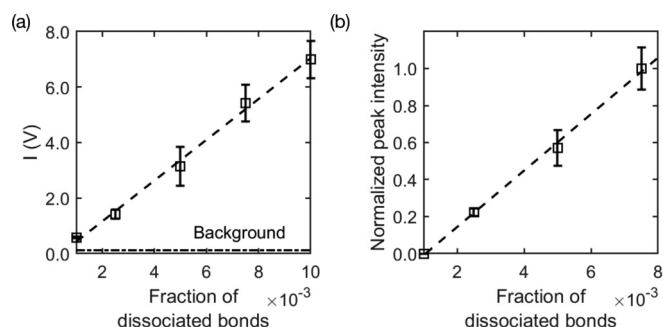 (a)
8.0
6.0
4.0
2.0
0.0
I (V)
Background
2 4 6 8 10
Fraction of ×10⁻³
dissociated bonds
(b)
1.0
0.8
0.6
0.4
0.2
0.0
Normalized peak intensity
2 4 6 8
Fraction of ×10⁻³
dissociated bonds